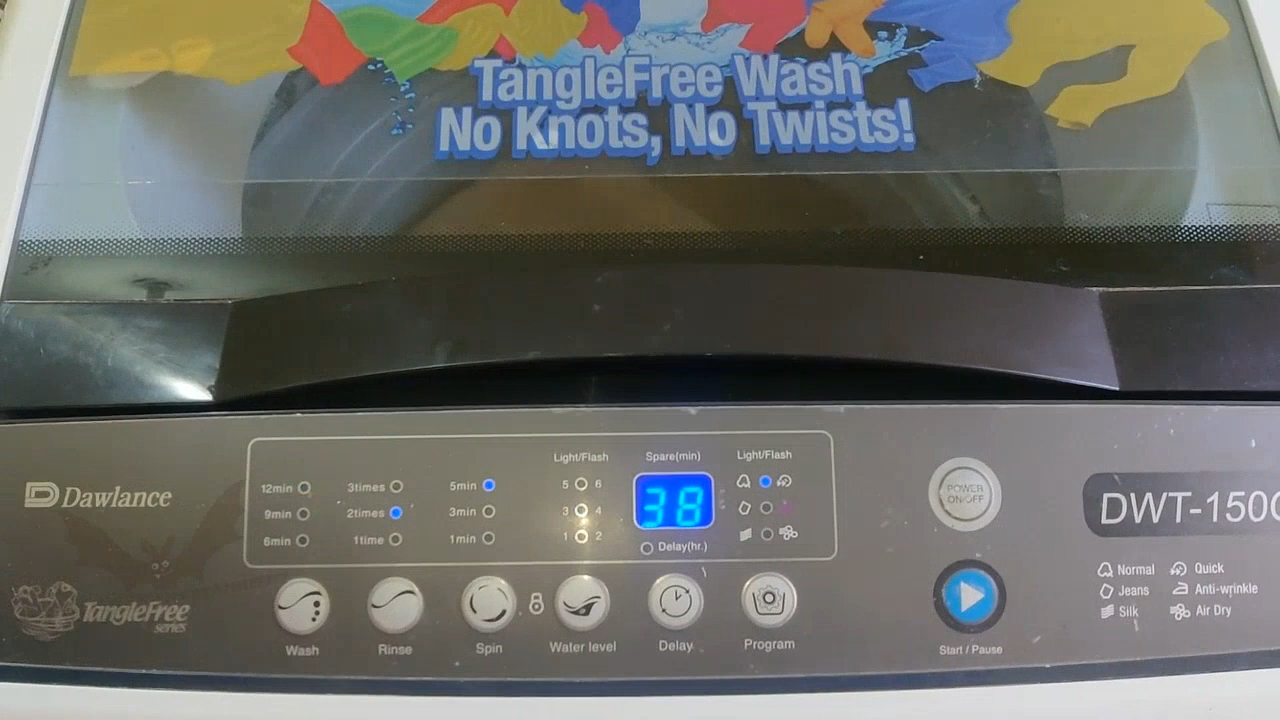 TangleFree Wash
No Knots, No Twists!
Dawlance
TangleFree
series
12min
9min
6min
3times
2times
1time
5min
3min
1min
Light/Flash
5 6
3 4
1 2
Spare(min)
38
Delay(hr.)
Light/Flash
POWER
ON/OFF
Wash
Rinse
Spin
Water level
Delay
Program
Start / Pause
DWT-150
Normal Quick
Jeans Anti-wrinkle
Silk Air Dry